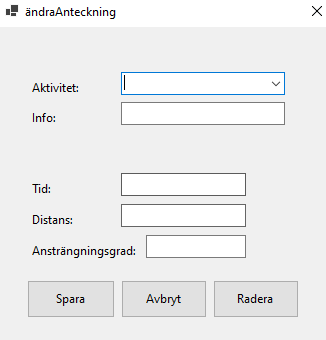 ändraAnteckning
Aktivitet:
Info:
Tid:
Distans:
Ansträngningsgrad:
Spara Avbryt Radera